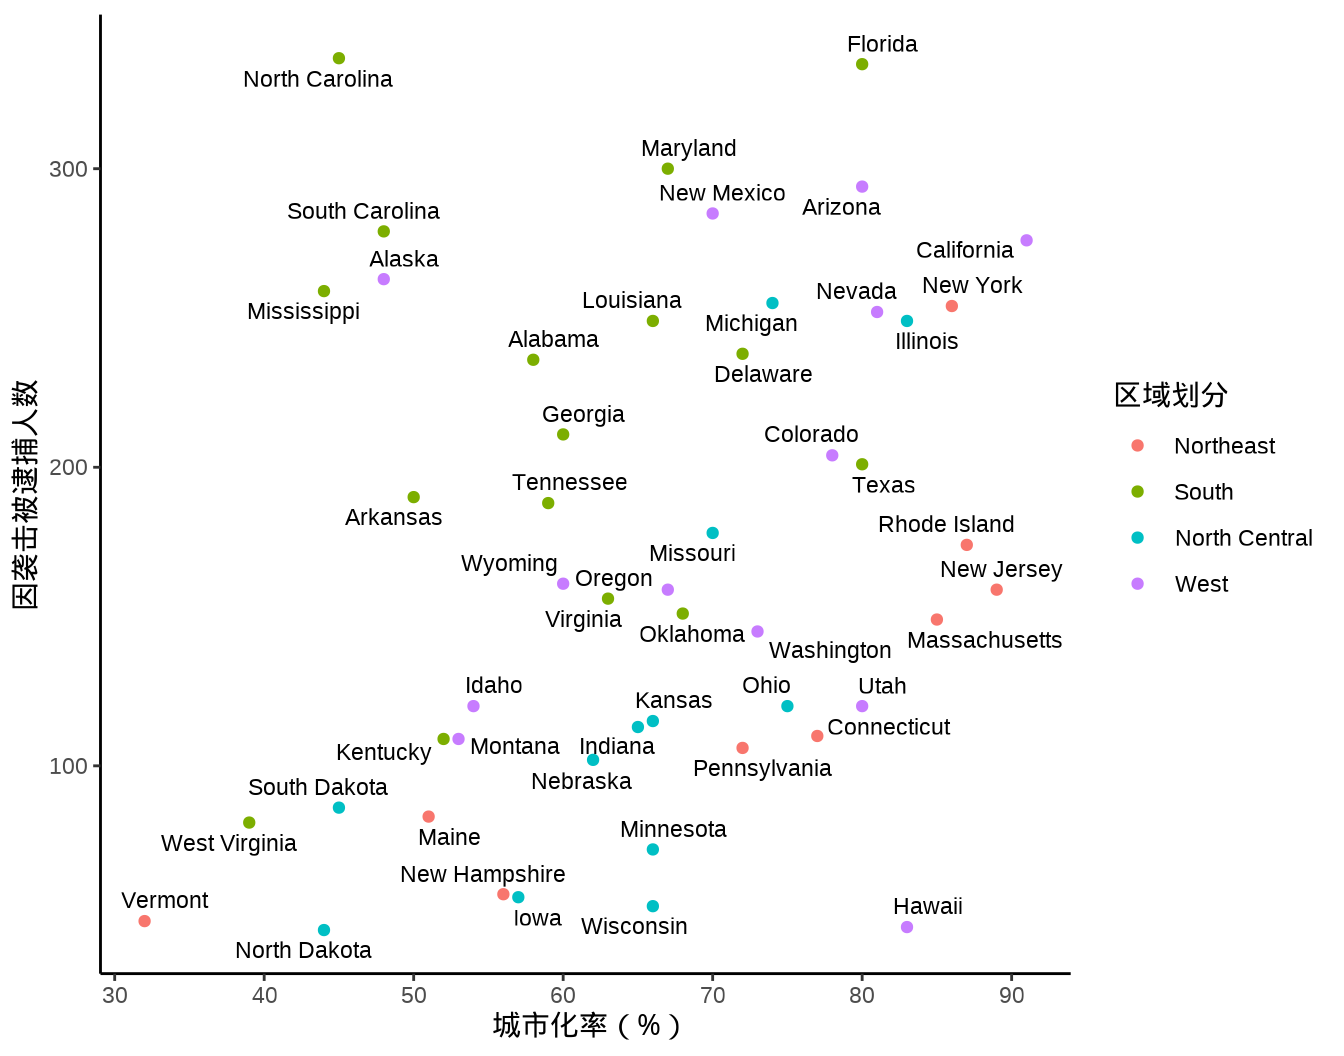 Florida
North Carolina
Maryland
300
New Mexico
Arizona
South Carolina
California
Alaska
New York
Nevada
Louisiana
Mississippi
Michigan
Illinois
Alabama
Delaware
区域划分
Georgia
Colorado
Northeast
因袭击被逮捕人数
200
Tennessee
Texas
South
Arkansas
Rhode Island
North Central
Missouri
Wyoming
New Jersey
Oregon
West
Virginia
Oklahoma
Massachusetts
Washington
Idaho
Ohio
Utah
Kansas
Connecticut
Kentucky
Montana
Indiana
100
Pennsylvania
Nebraska
South Dakota
Minnesota
Maine
West Virginia
New Hampshire
Vermont
Hawaii
Iowa
Wisconsin
North Dakota
30 40 50 60 70 80 90
城市化率（%）